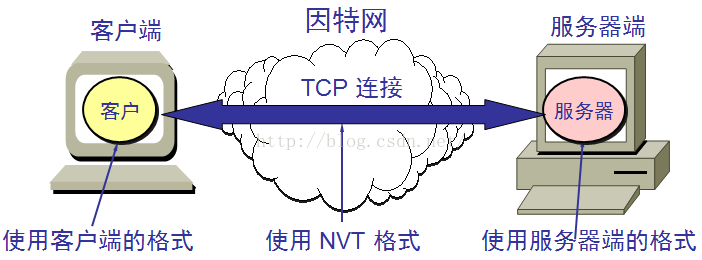 因特网
客户端
服务器端
TCP 连接
客户
服务器
http://blog.csdn.net
使用客户端的格式
使用 NVT 格式
使用服务器端的格式